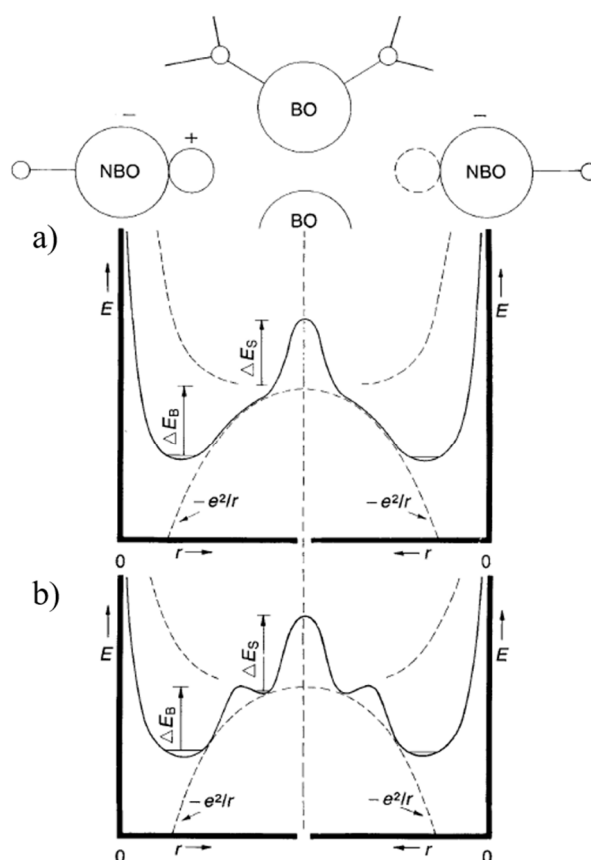 BO
− + −
NBO NBO
BO
a)
E E
ΔE_S
ΔE_B
−e²/r −e²/r
0 r→ ←r 0
b)
E E
ΔE_S
ΔE_B
−e²/r −e²/r
0 r→ ←r 0